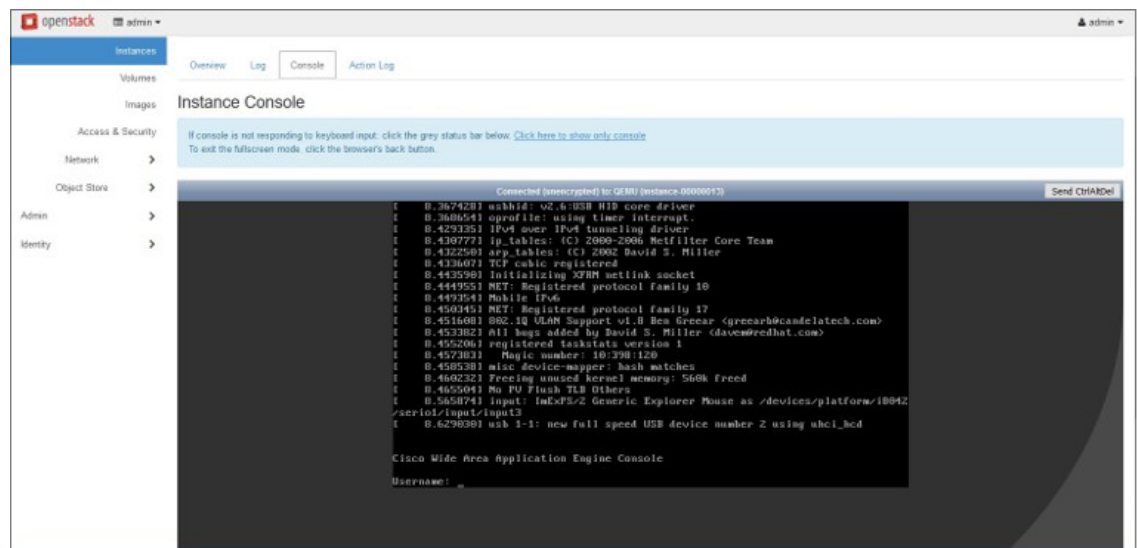 openstack admin admin
Instances
Volumes
Images
Access & Security
Network
Object Store
Admin
Identity
Overview Log Console Action Log
Instance Console
If console is not responding to keyboard input: click the grey status bar below. Click here to show only console
To exit the fullscreen mode, click the browser's back button.
Connected (unencrypted) to: QEMU (instance-00000013) Send CtrlAltDel
[ 8.367428] usbhid: v2.6:USB HID core driver
[ 8.368654] oprofile: using timer interrupt.
[ 8.429335] IPv4 over IPv4 tunneling driver
[ 8.430777] ip_tables: (C) 2000-2006 Netfilter Core Team
[ 8.432250] arp_tables: (C) 2002 David S. Miller
[ 8.433607] TCP cubic registered
[ 8.443598] Initializing XFRM netlink socket
[ 8.444955] NET: Registered protocol family 10
[ 8.449354] Mobile IPv6
[ 8.450345] NET: Registered protocol family 17
[ 8.451608] 802.1Q VLAN Support v1.8 Ben Greear <greearb@candelatech.com>
[ 8.453382] All bugs added by David S. Miller <davem@redhat.com>
[ 8.455206] registered taskstats version 1
[ 8.457383] Magic number: 10:398:120
[ 8.458538] misc device-mapper: hash matches
[ 8.460232] Freeing unused kernel memory: 560k freed
[ 8.465504] No PV Flush TLB Others
[ 8.565874] input: ImExPS/2 Generic Explorer Mouse as /devices/platform/i8042
/serio1/input/input3
[ 8.629030] usb 1-1: new full speed USB device number 2 using uhci_hcd
Cisco Wide Area Application Engine Console
Username: _